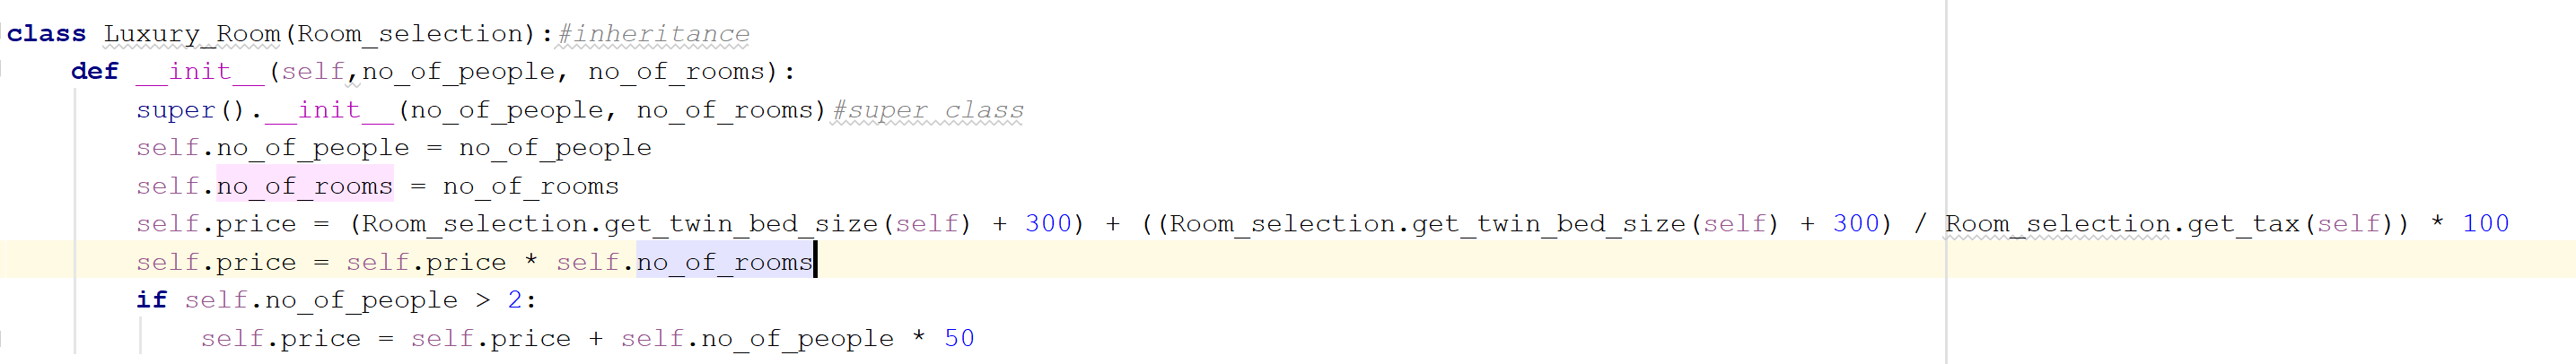 class Luxury_Room(Room_selection):#inheritance
    def __init__(self,no_of_people, no_of_rooms):
        super().__init__(no_of_people, no_of_rooms)#super class
        self.no_of_people = no_of_people
        self.no_of_rooms = no_of_rooms
        self.price = (Room_selection.get_twin_bed_size(self) + 300) + ((Room_selection.get_twin_bed_size(self) + 300) / Room_selection.get_tax(self)) * 100
        self.price = self.price * self.no_of_rooms
        if self.no_of_people > 2:
            self.price = self.price + self.no_of_people * 50